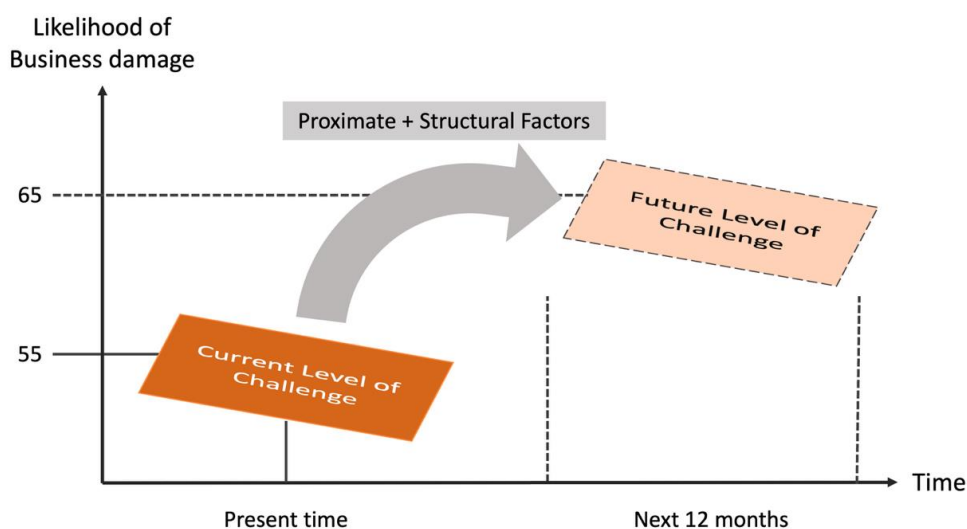 Likelihood of
Business damage
Proximate + Structural Factors
65
Future Level of
Challenge
55
Current Level of
Challenge
Time
Present time
Next 12 months